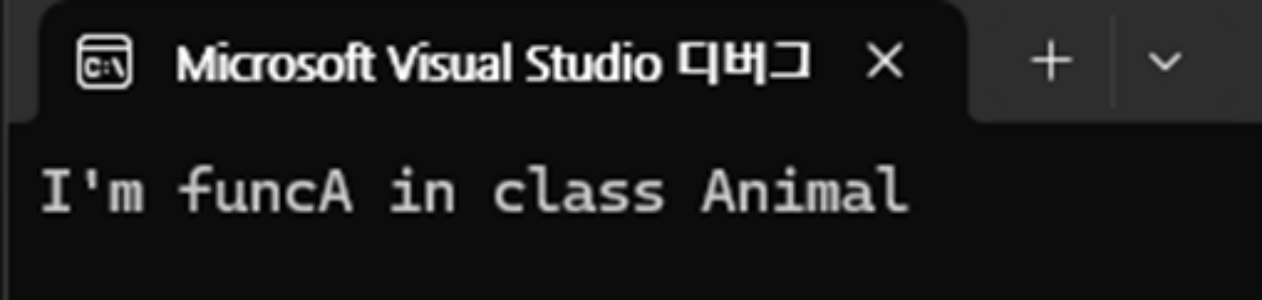 Microsoft Visual Studio 디버그
I'm funcA in class Animal